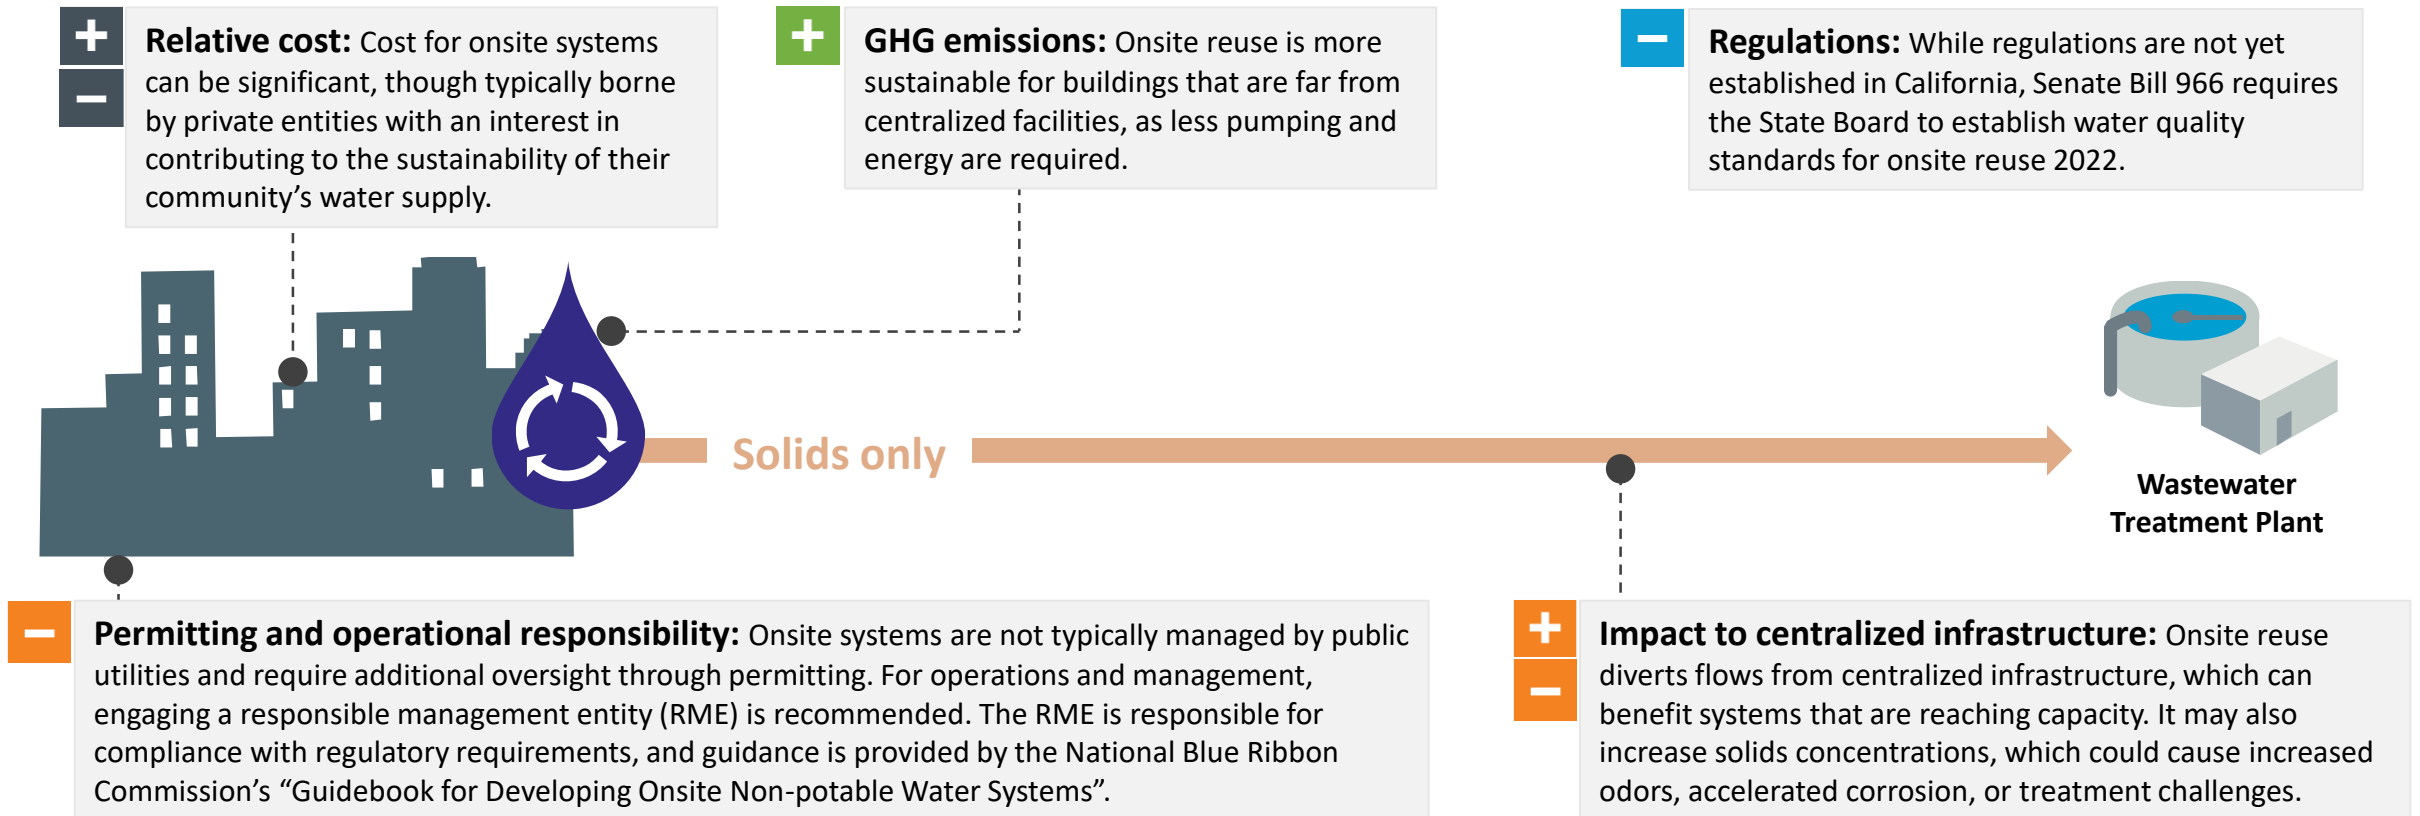 Relative cost: Cost for onsite systems
can be significant, though typically borne
by private entities with an interest in
contributing to the sustainability of their
community’s water supply.
GHG emissions: Onsite reuse is more
sustainable for buildings that are far from
centralized facilities, as less pumping and
energy are required.
Regulations: While regulations are not yet
established in California, Senate Bill 966 requires
the State Board to establish water quality
standards for onsite reuse 2022.
Solids only
Wastewater
Treatment Plant
Permitting and operational responsibility: Onsite systems are not typically managed by public
utilities and require additional oversight through permitting. For operations and management,
engaging a responsible management entity (RME) is recommended. The RME is responsible for
compliance with regulatory requirements, and guidance is provided by the National Blue Ribbon
Commission’s “Guidebook for Developing Onsite Non-potable Water Systems”.
Impact to centralized infrastructure: Onsite reuse
diverts flows from centralized infrastructure, which can
benefit systems that are reaching capacity. It may also
increase solids concentrations, which could cause increased
odors, accelerated corrosion, or treatment challenges.